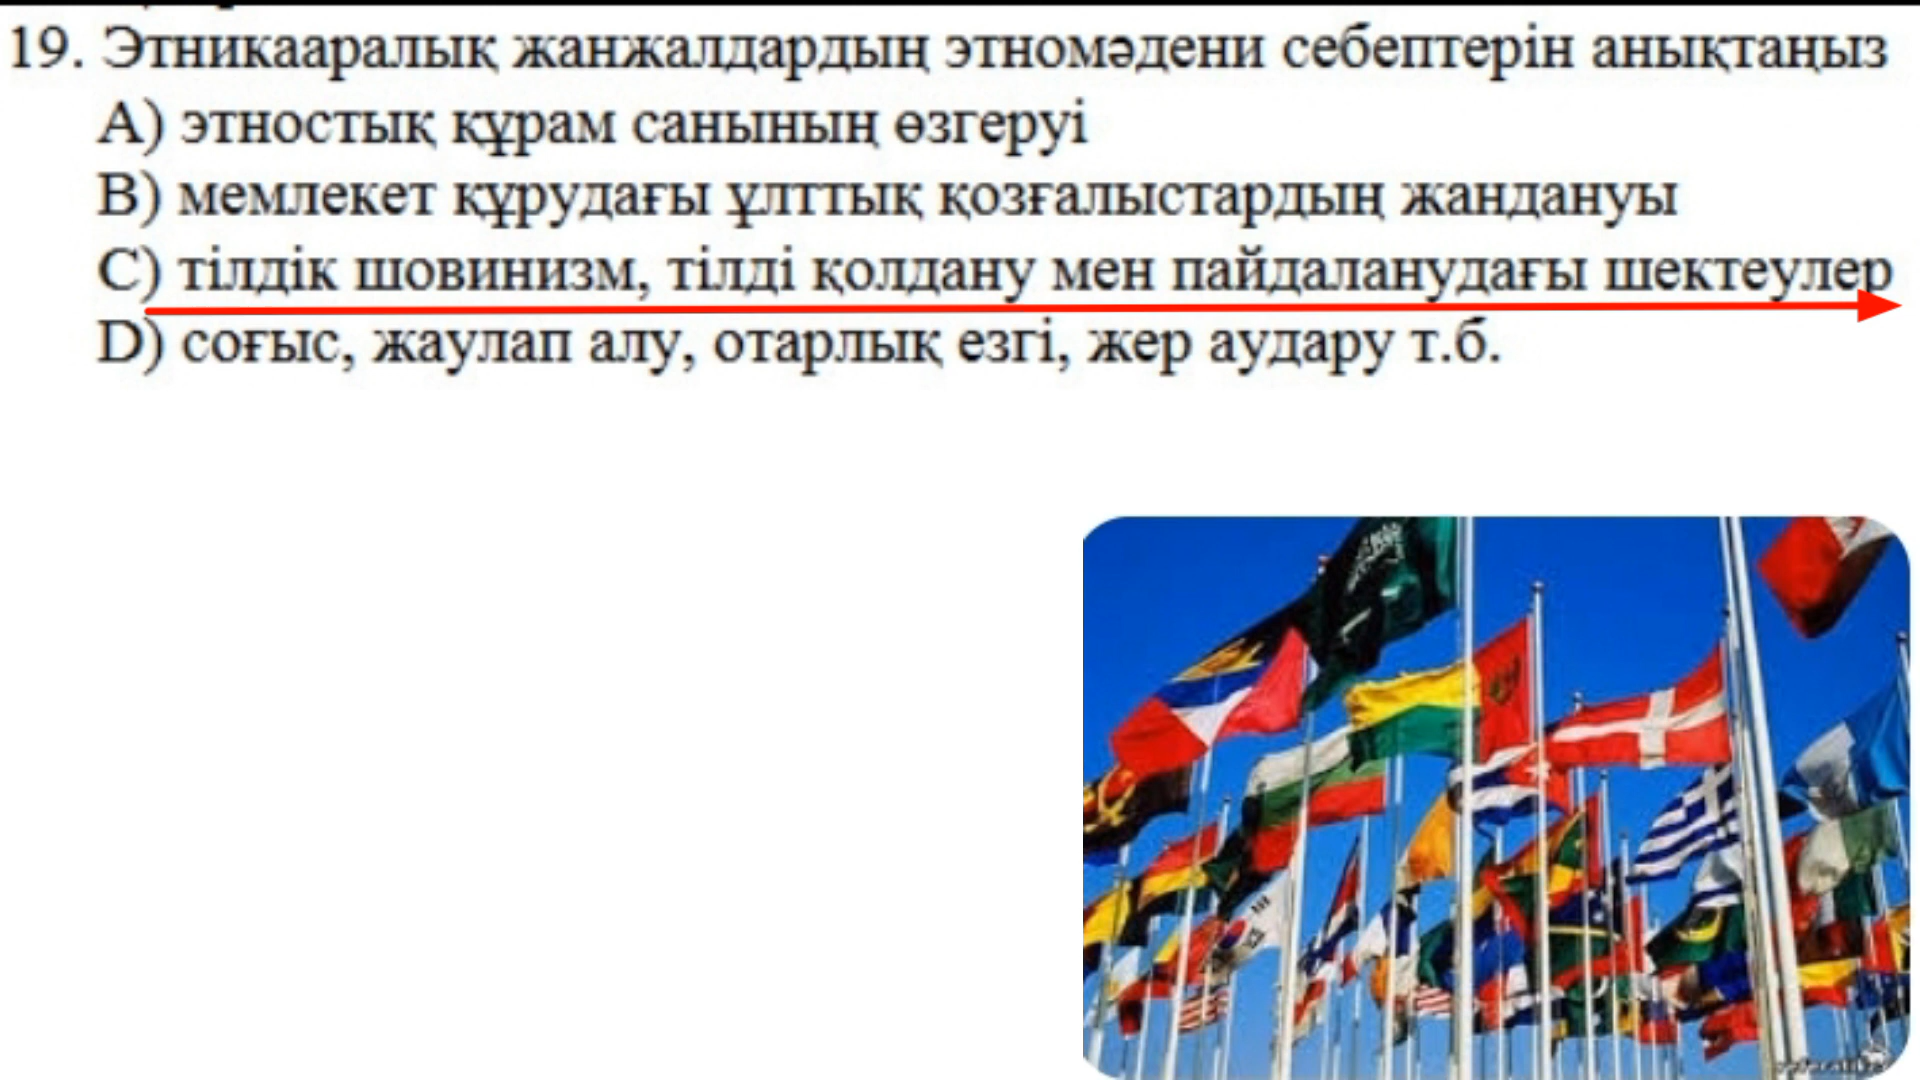 19. Этникааралық жанжалдардың этномәдени себептерін анықтаңыз
A) этностық құрам санының өзгеруі
B) мемлекет құрудағы ұлттық қозғалыстардың жандануы
C) тілдік шовинизм, тілді қолдану мен пайдаланудағы шектеулер
D) соғыс, жаулап алу, отарлық езгі, жер аудару т.б.